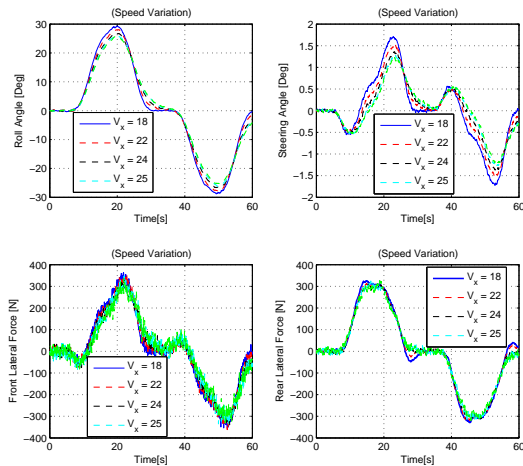 (Speed Variation)
30
20
10
0
−10
−20
−30
Roll Angle [Deg]
V_x = 18
V_x = 22
V_x = 24
V_x = 25
0 20 40 60
Time[s]
(Speed Variation)
2
1.5
1
0.5
0
−0.5
−1
−1.5
−2
Steering Angle [Deg]
V_x = 18
V_x = 22
V_x = 24
V_x = 25
0 20 40 60
Time[s]
(Speed Variation)
400
300
200
100
0
−100
−200
−300
−400
Front Lateral Force [N]
V_x = 18
V_x = 22
V_x = 24
V_x = 25
0 20 40 60
Time[s]
(Speed Variation)
400
300
200
100
0
−100
−200
−300
−400
Rear Lateral Force [N]
V_x = 18
V_x = 22
V_x = 24
V_x = 25
0 20 40 60
Time[s]